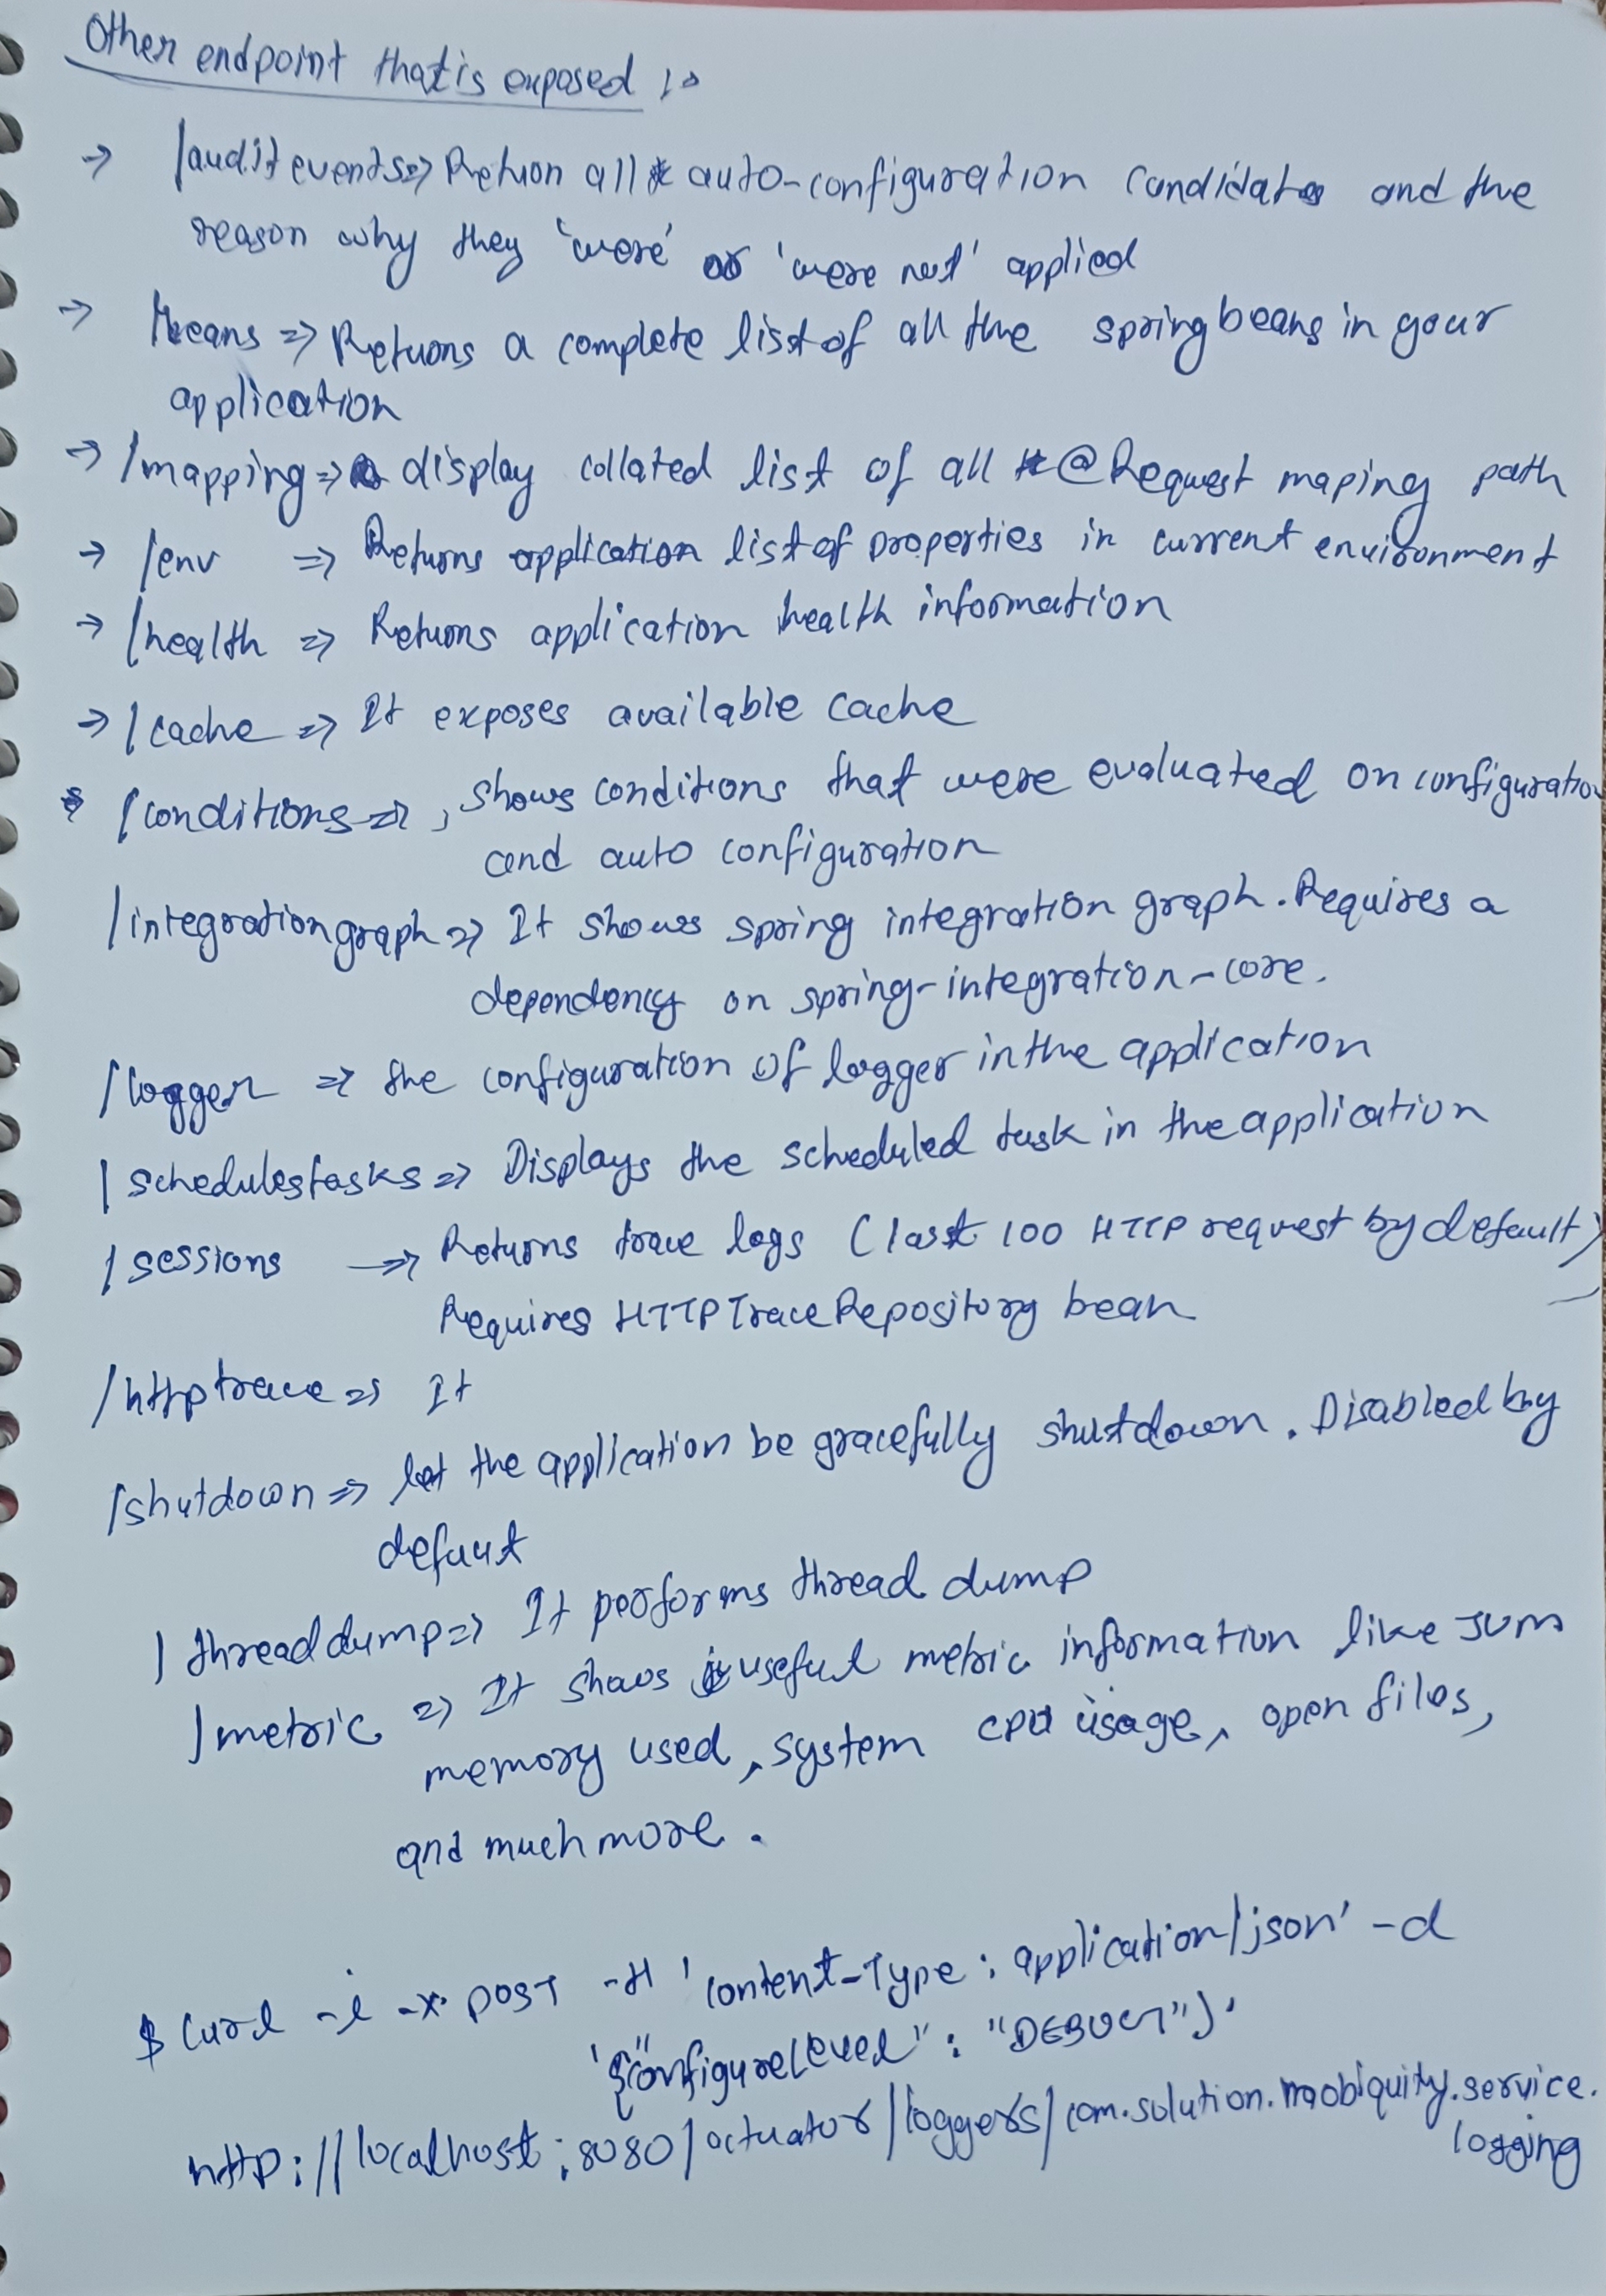 Other endpoint that is exposed :-
→ /audit events => Return all auto-configuration candidates and the
reason why they 'were' or 'were not' applied
→ /beans => Returns a complete list of all the spring beans in your
application
→ /mapping => display collated list of all @Request maping path
→ /env => Returns application list of properties in current environment
→ /health => Returns application health information
→ /cache => It exposes available cache
/conditions => , shows conditions that were evaluated on configuration
and auto configuration
/integrationgraph => It shows spring integration graph. Requires a
dependency on spring-integration-core.
/logger => the configuration of logger in the application
/schedulestasks => Displays the scheduled task in the application
/sessions => Returns trace logs (last 100 HTTP request by default)
Requires HTTPTraceRepository bean
/httptrace => It
/shutdown => let the application be gracefully shutdown. Disabled by
defaut
/threaddump => It performs thread dump
/metric => It shows useful metric information like JVM
memory used, system cpu usage, open files,
and much more.
$ curl -i -x POST -H 'content-Type: application/json' -d
'{"configureLevel": "DEBUG"}'
http://localhost:8080/actuator/loggers/com.solution.mobiquity.service.
logging